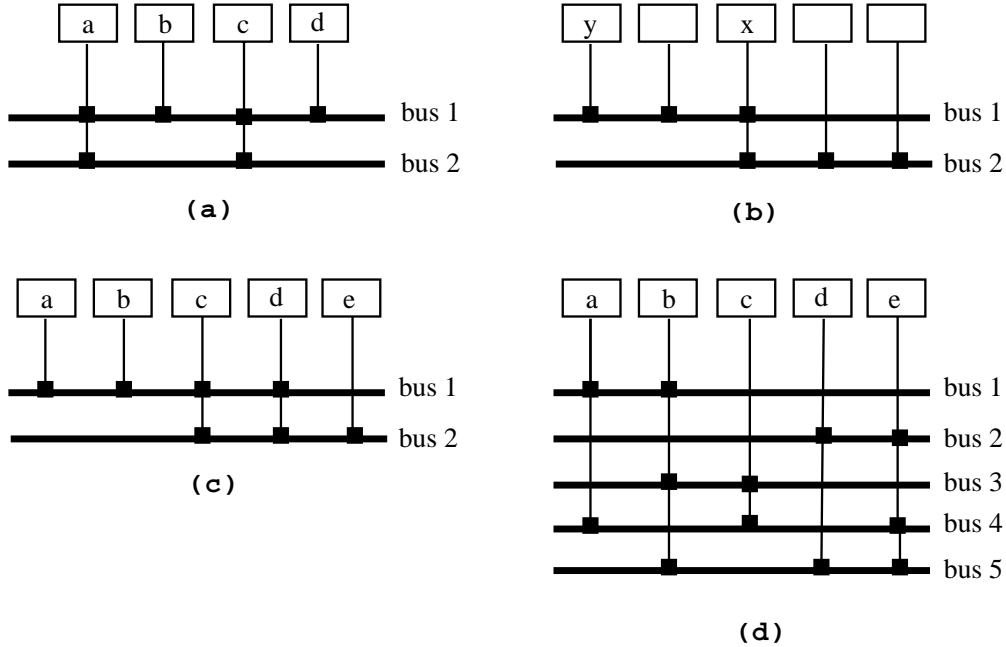 a b c d
bus 1
bus 2
(a)
y x
bus 1
bus 2
(b)
a b c d e
bus 1
bus 2
(c)
a b c d e
bus 1
bus 2
bus 3
bus 4
bus 5
(d)